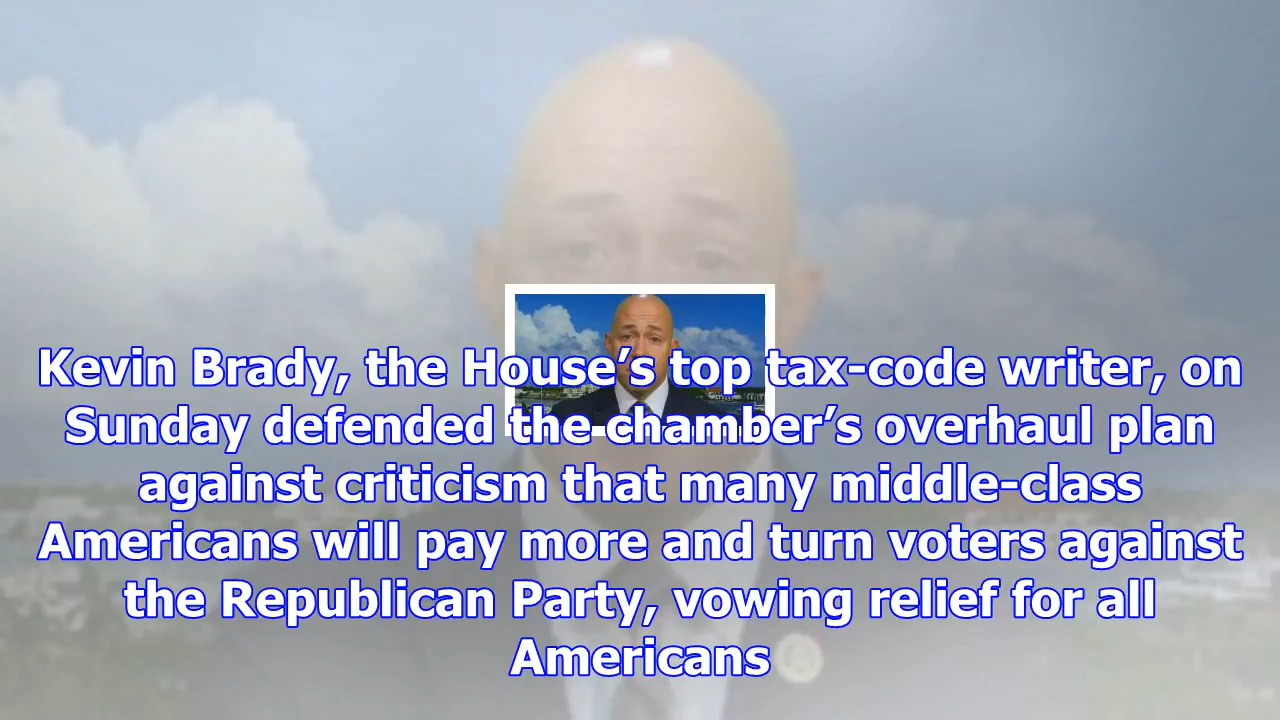 Kevin Brady, the House’s top tax-code writer, on
Sunday defended the chamber’s overhaul plan
against criticism that many middle-class
Americans will pay more and turn voters against
the Republican Party, vowing relief for all
Americans